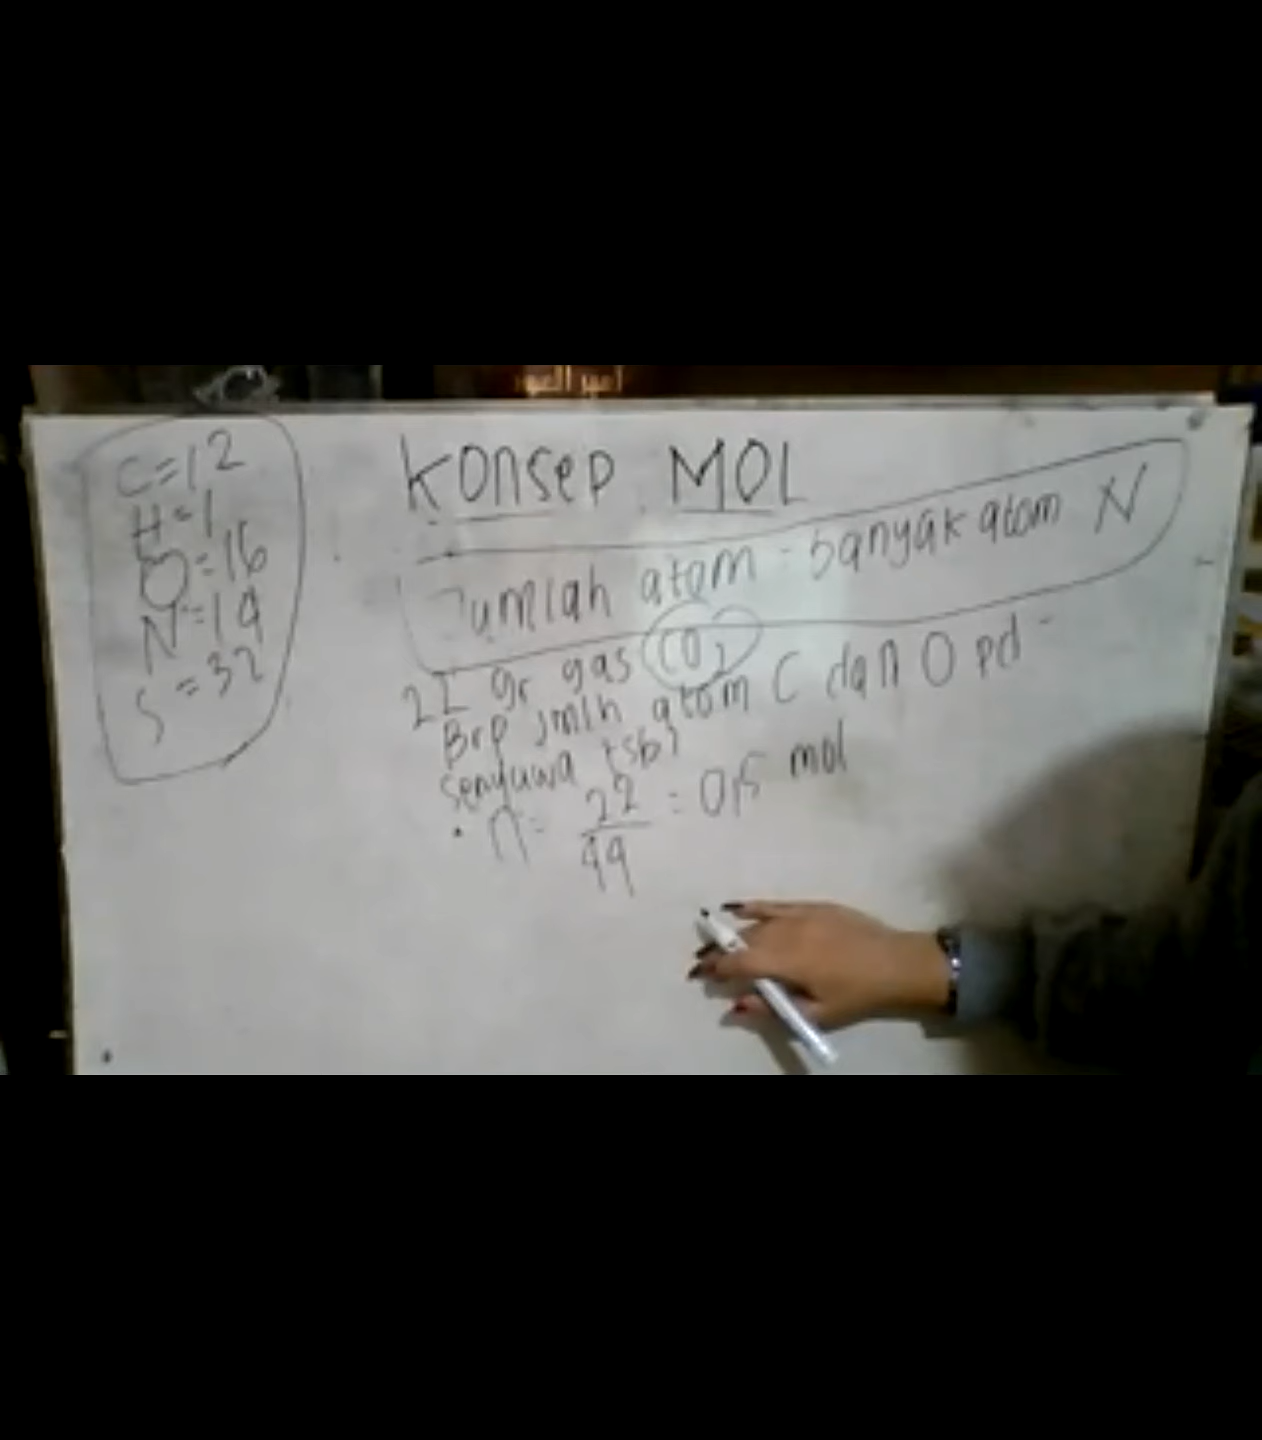 C=12
H=1
O=16
N=14
S=32
Konsep MOL
Jumlah atom = banyak atom N
22 gr gas CO2
Brp jmlh atom C dan O pd
senyawa tsb?
• n = 22/44 = 0,5 mol